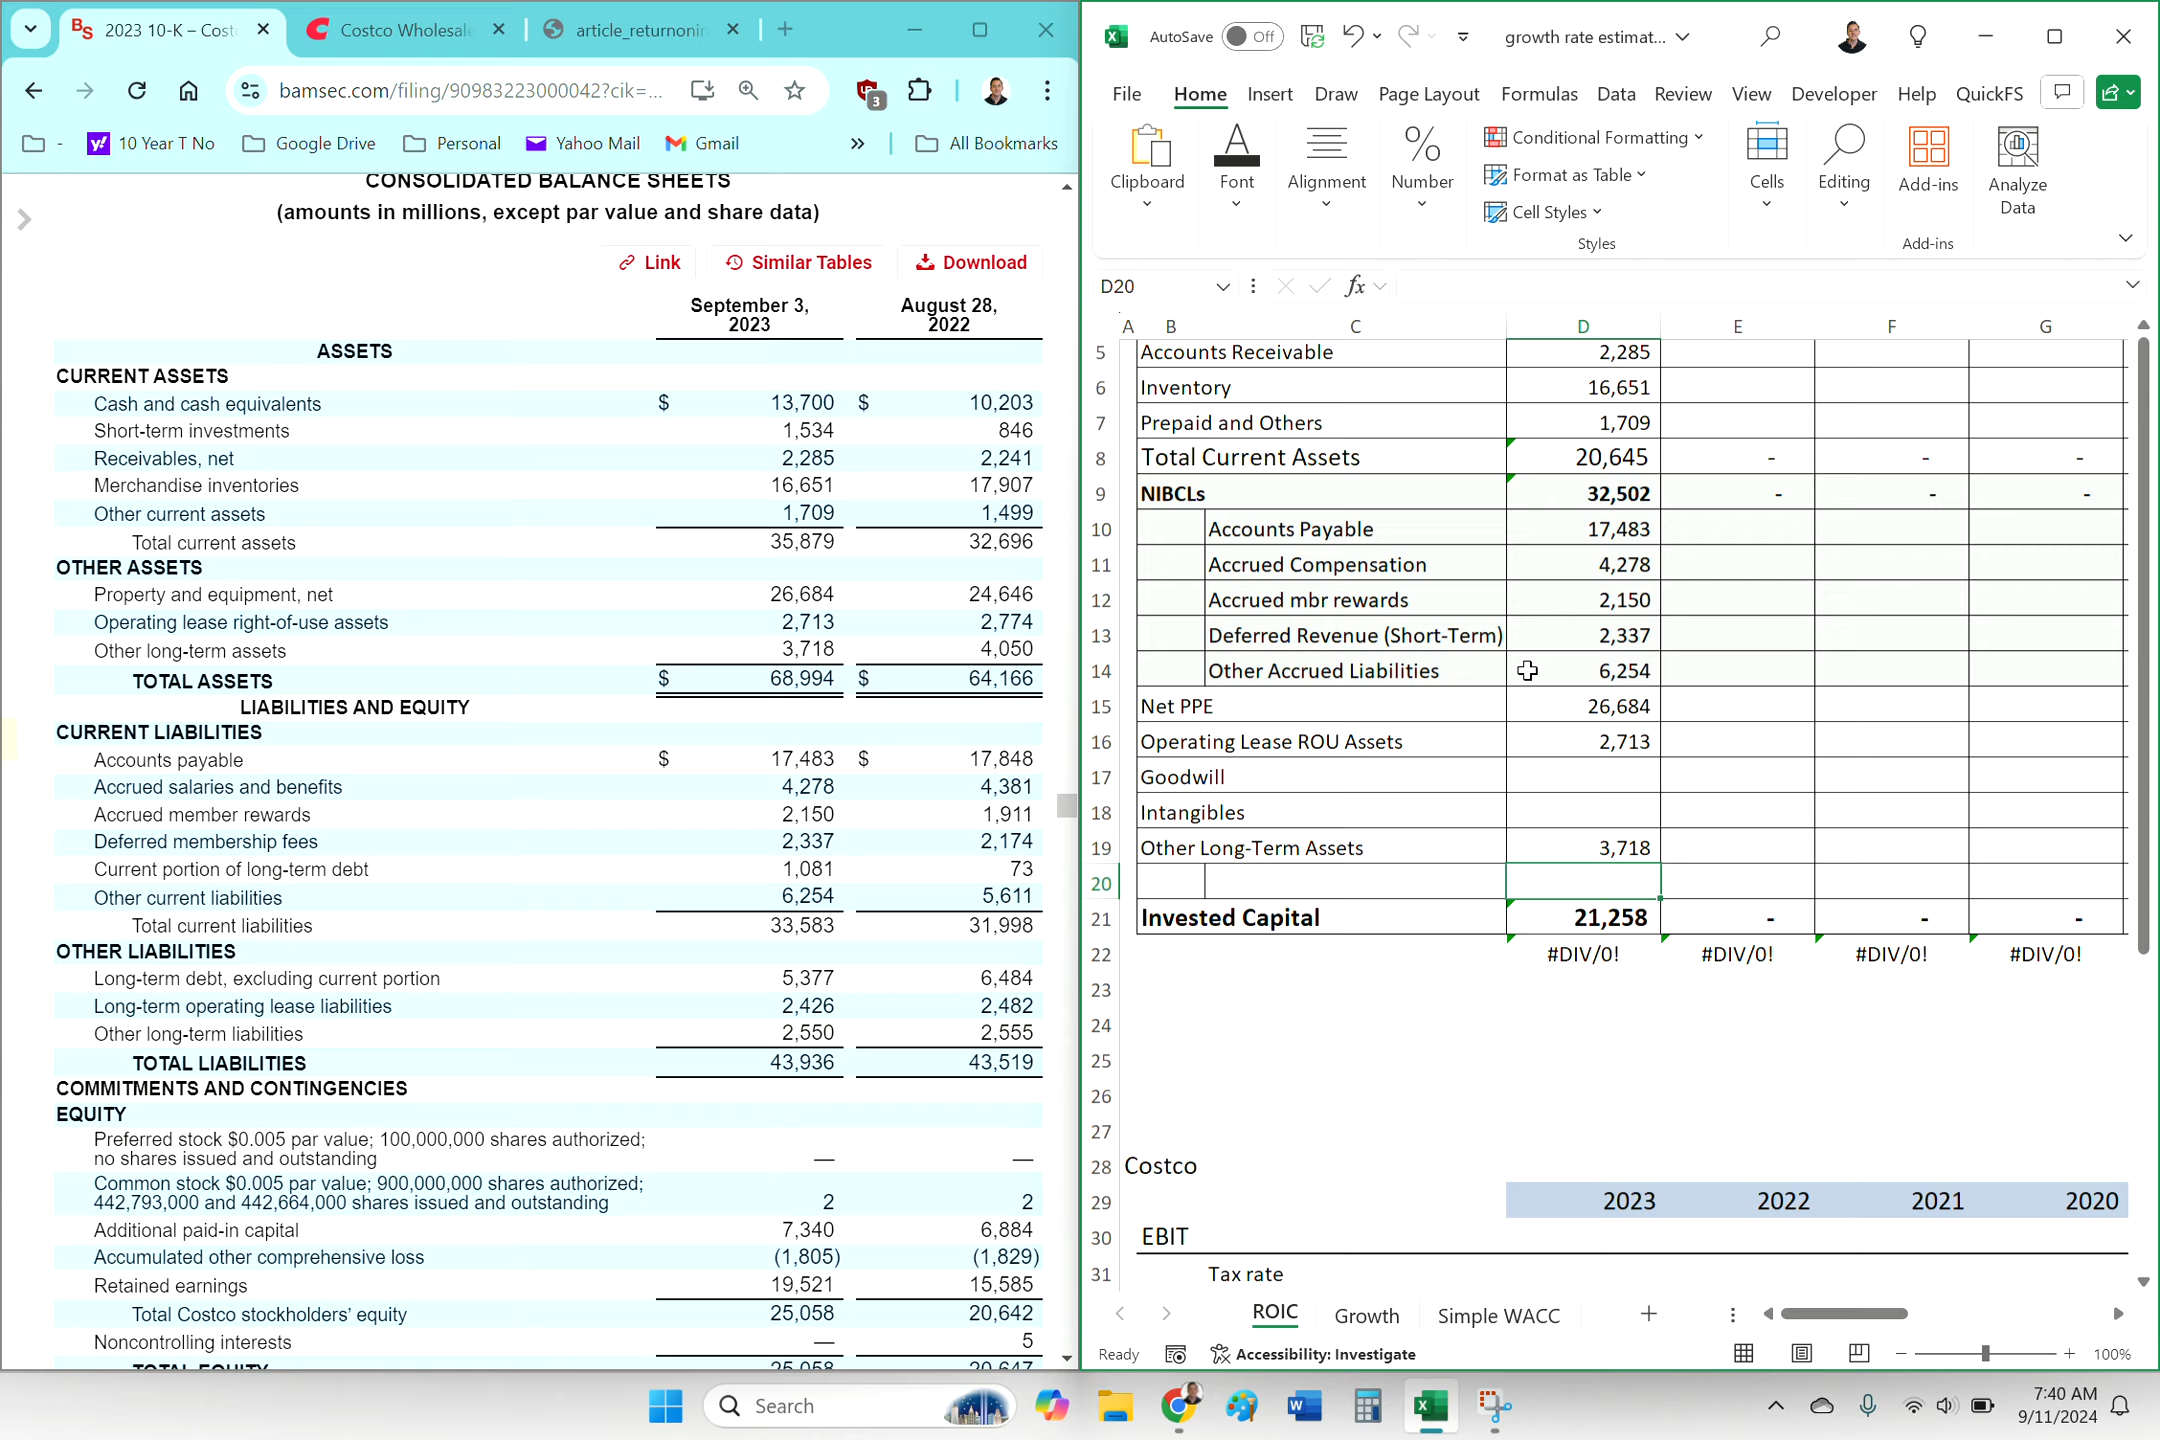 2023 10-K – Cost
Costco Wholesale
article_returnonin
bamsec.com/filing/90983223000042?cik=...
3
-
10 Year T No
Google Drive
Personal
Yahoo Mail
Gmail
»
All Bookmarks
CONSOLIDATED BALANCE SHEETS
(amounts in millions, except par value and share data)
Link Similar Tables Download
September 3, August 28,
2023 2022
ASSETS
CURRENT ASSETS
Cash and cash equivalents $ 13,700 $ 10,203
Short-term investments 1,534 846
Receivables, net 2,285 2,241
Merchandise inventories 16,651 17,907
Other current assets 1,709 1,499
Total current assets 35,879 32,696
OTHER ASSETS
Property and equipment, net 26,684 24,646
Operating lease right-of-use assets 2,713 2,774
Other long-term assets 3,718 4,050
TOTAL ASSETS $ 68,994 $ 64,166
LIABILITIES AND EQUITY
CURRENT LIABILITIES
Accounts payable $ 17,483 $ 17,848
Accrued salaries and benefits 4,278 4,381
Accrued member rewards 2,150 1,911
Deferred membership fees 2,337 2,174
Current portion of long-term debt 1,081 73
Other current liabilities 6,254 5,611
Total current liabilities 33,583 31,998
OTHER LIABILITIES
Long-term debt, excluding current portion 5,377 6,484
Long-term operating lease liabilities 2,426 2,482
Other long-term liabilities 2,550 2,555
TOTAL LIABILITIES 43,936 43,519
COMMITMENTS AND CONTINGENCIES
EQUITY
Preferred stock $0.005 par value; 100,000,000 shares authorized;
no shares issued and outstanding — —
Common stock $0.005 par value; 900,000,000 shares authorized;
442,793,000 and 442,664,000 shares issued and outstanding 2 2
Additional paid-in capital 7,340 6,884
Accumulated other comprehensive loss (1,805) (1,829)
Retained earnings 19,521 15,585
Total Costco stockholders' equity 25,058 20,642
Noncontrolling interests — 5
TOTAL EQUITY 25,058 20,647
AutoSave Off growth rate estimat...
File Home Insert Draw Page Layout Formulas Data Review View Developer Help QuickFS
Clipboard Font Alignment Number
Conditional Formatting
Format as Table
Cell Styles
Styles
Cells Editing Add-ins Analyze
Data
Add-ins
D20 fx
A B C D E F G
5 Accounts Receivable 2,285
6 Inventory 16,651
7 Prepaid and Others 1,709
8 Total Current Assets 20,645 - - -
9 NIBCLs 32,502 - - -
10 Accounts Payable 17,483
11 Accrued Compensation 4,278
12 Accrued mbr rewards 2,150
13 Deferred Revenue (Short-Term) 2,337
14 Other Accrued Liabilities 6,254
15 Net PPE 26,684
16 Operating Lease ROU Assets 2,713
17 Goodwill
18 Intangibles
19 Other Long-Term Assets 3,718
20
21 Invested Capital 21,258 - - -
22 #DIV/0! #DIV/0! #DIV/0! #DIV/0!
23
24
25
26
27
28 Costco
29 2023 2022 2021 2020
30 EBIT
31 Tax rate
ROIC Growth Simple WACC
Ready Accessibility: Investigate 100%
Search
7:40 AM
9/11/2024